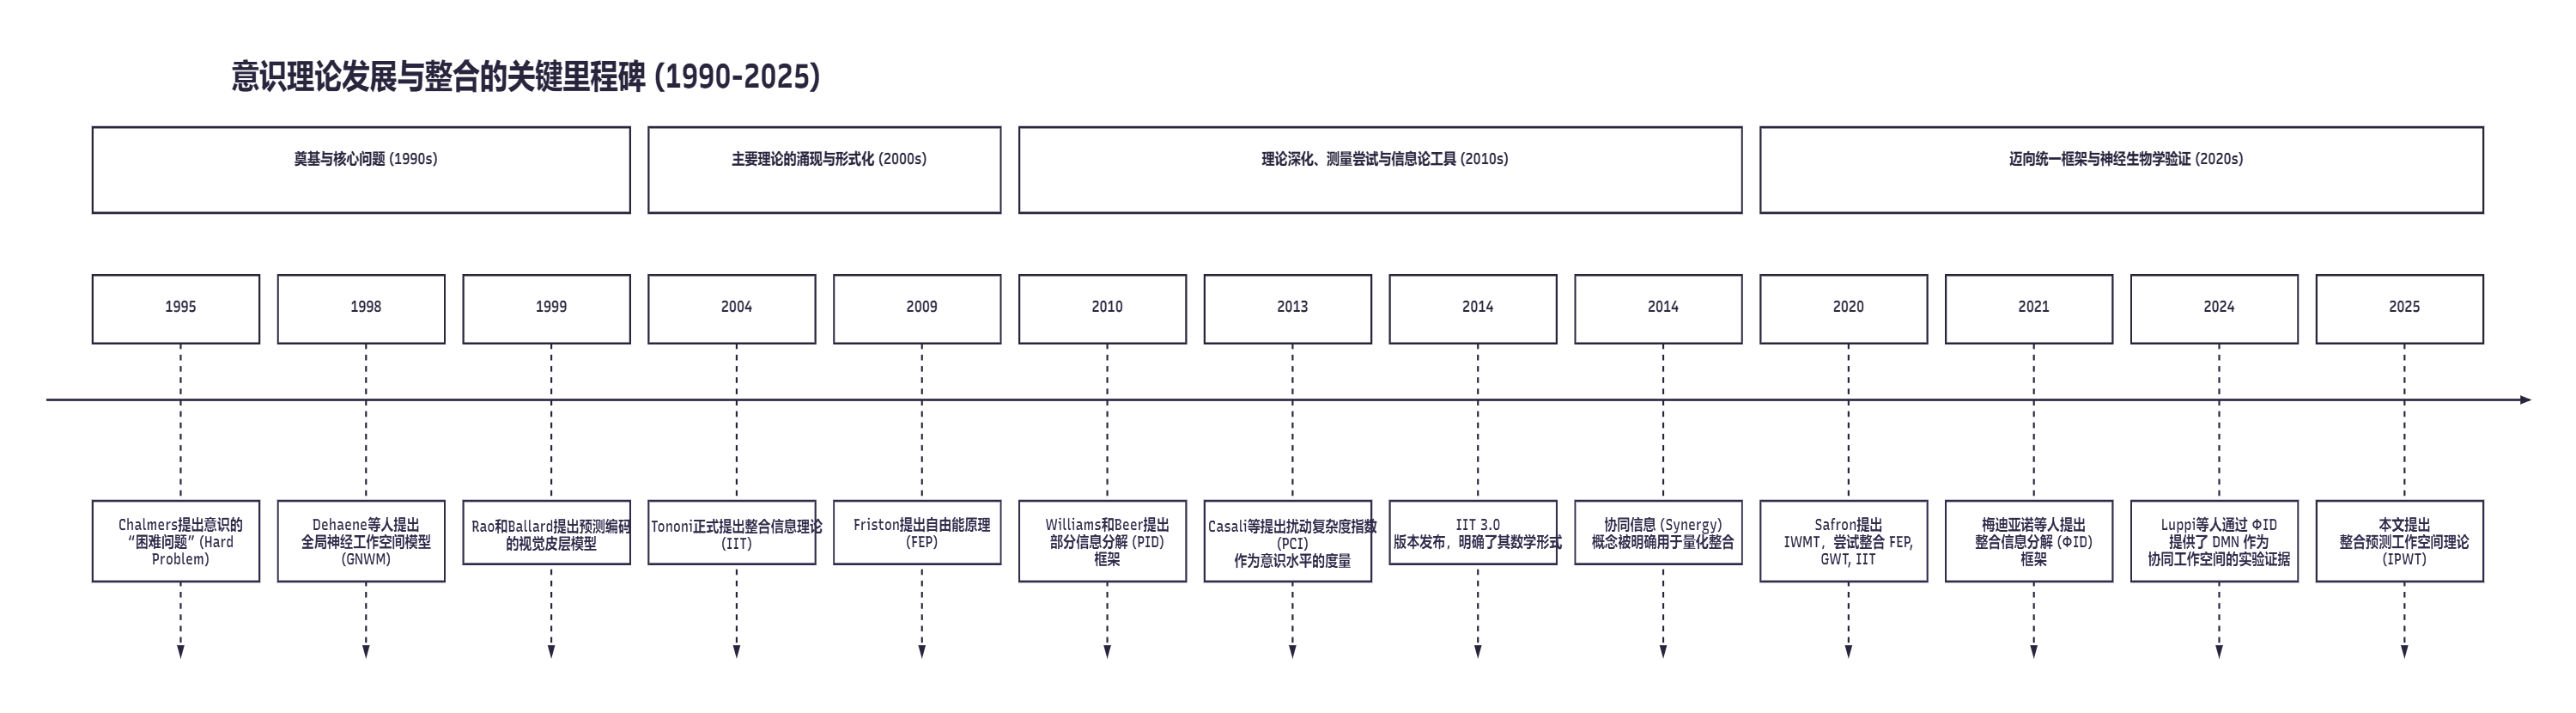 意识理论发展与整合的关键里程碑 (1990-2025)
奠基与核心问题 (1990s)
主要理论的涌现与形式化 (2000s)
理论深化、测量尝试与信息论工具 (2010s)
迈向统一框架与神经生物学验证 (2020s)
1995
1998
1999
2004
2009
2010
2013
2014
2014
2020
2021
2024
2025
Chalmers提出意识的
“困难问题” (Hard
Problem)
Dehaene等人提出
全局神经工作空间模型
(GNWM)
Rao和Ballard提出预测编码
的视觉皮层模型
Tononi正式提出整合信息理论
(IIT)
Friston提出自由能原理
(FEP)
Williams和Beer提出
部分信息分解 (PID)
框架
Casali等提出扰动复杂度指数
(PCI)
作为意识水平的度量
IIT 3.0
版本发布，明确了其数学形式
协同信息 (Synergy)
概念被明确用于量化整合
Safron提出
IWMT，尝试整合 FEP,
GWT, IIT
梅迪亚诺等人提出
整合信息分解 (ΦID)
框架
Luppi等人通过 ΦID
提供了 DMN 作为
协同工作空间的实验证据
本文提出
整合预测工作空间理论
(IPWT)